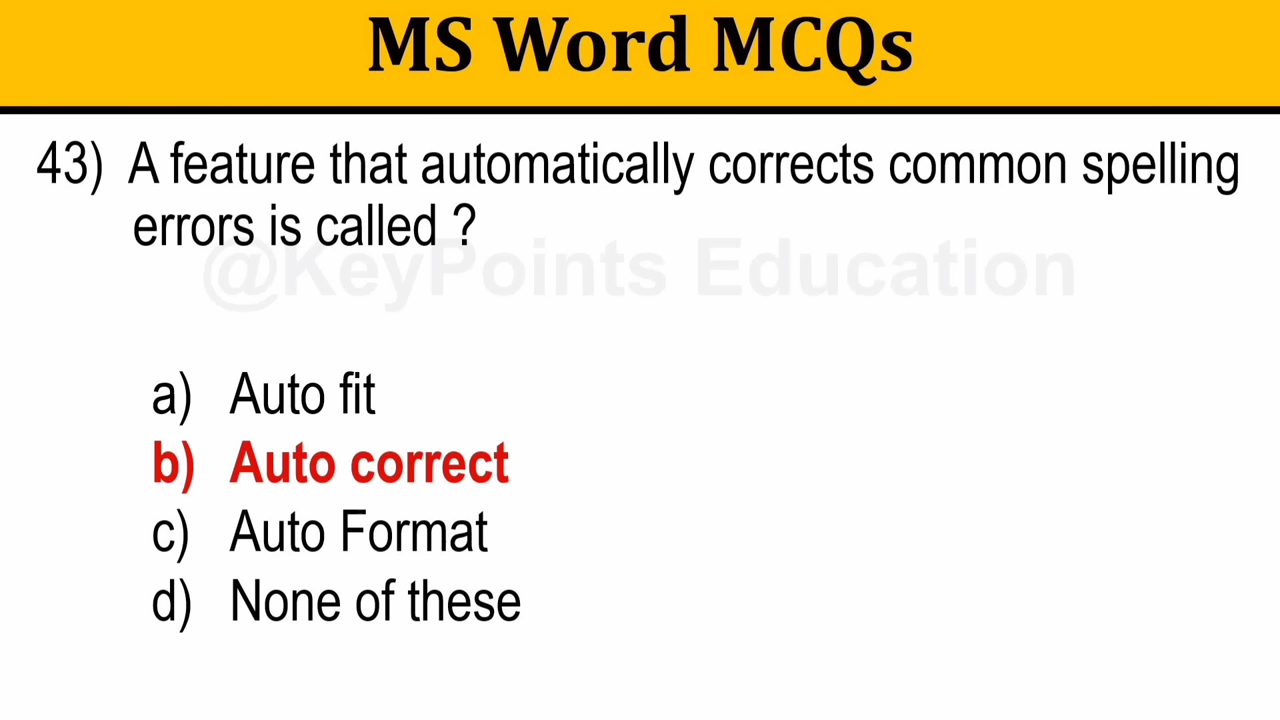 MS Word MCQs
43) A feature that automatically corrects common spelling
errors is called ?
@KeyPoints Education
a) Auto fit
b) Auto correct
c) Auto Format
d) None of these